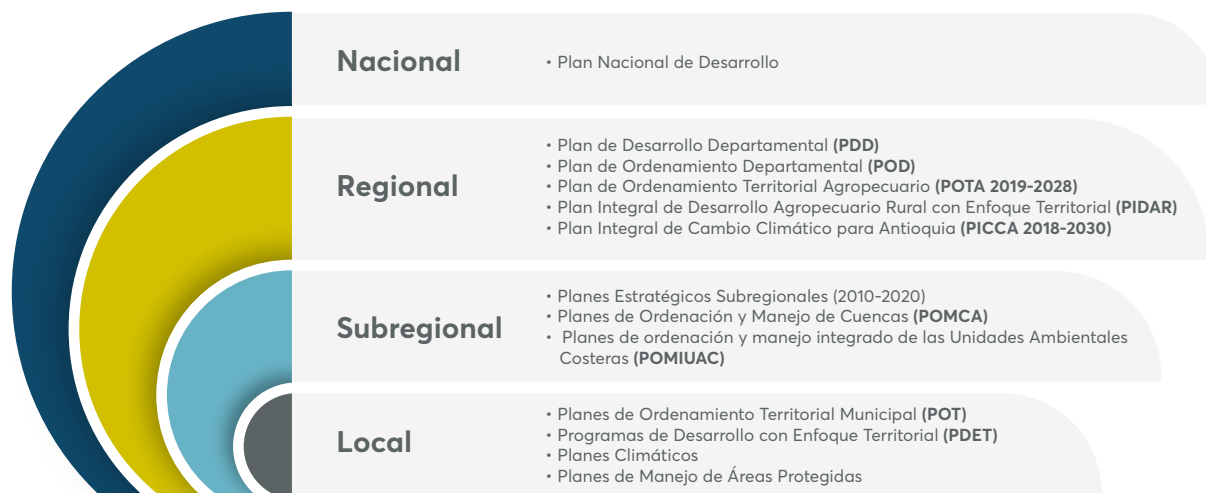 Nacional
• Plan Nacional de Desarrollo
Regional
• Plan de Desarrollo Departamental (PDD)
• Plan de Ordenamiento Departamental (POD)
• Plan de Ordenamiento Territorial Agropecuario (POTA 2019-2028)
• Plan Integral de Desarrollo Agropecuario Rural con Enfoque Territorial (PIDAR)
• Plan Integral de Cambio Climático para Antioquia (PICCA 2018-2030)
Subregional
• Planes Estratégicos Subregionales (2010-2020)
• Planes de Ordenación y Manejo de Cuencas (POMCA)
• Planes de ordenación y manejo integrado de las Unidades Ambientales
Costeras (POMIUAC)
Local
• Planes de Ordenamiento Territorial Municipal (POT)
• Programas de Desarrollo con Enfoque Territorial (PDET)
• Planes Climáticos
• Planes de Manejo de Áreas Protegidas